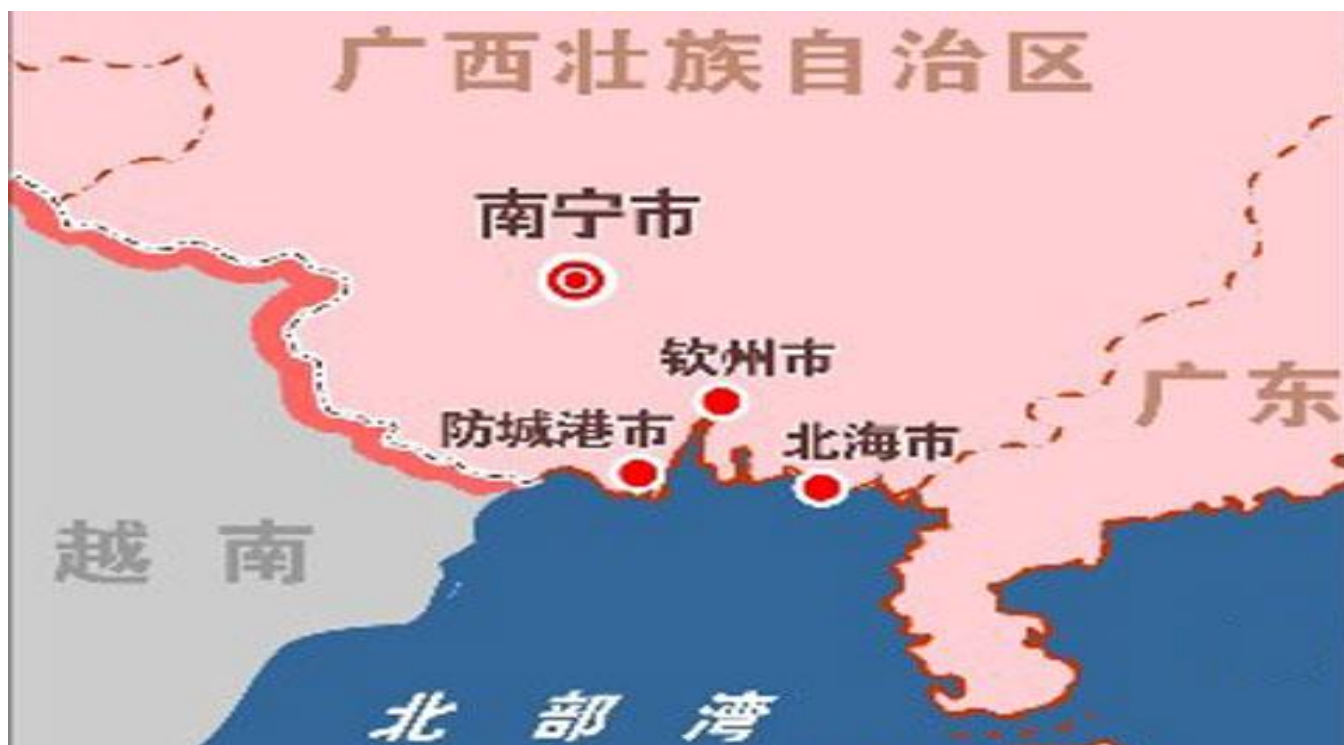 广西壮族自治区
南宁市
钦州市
广东
防城港市
北海市
越南
北部湾